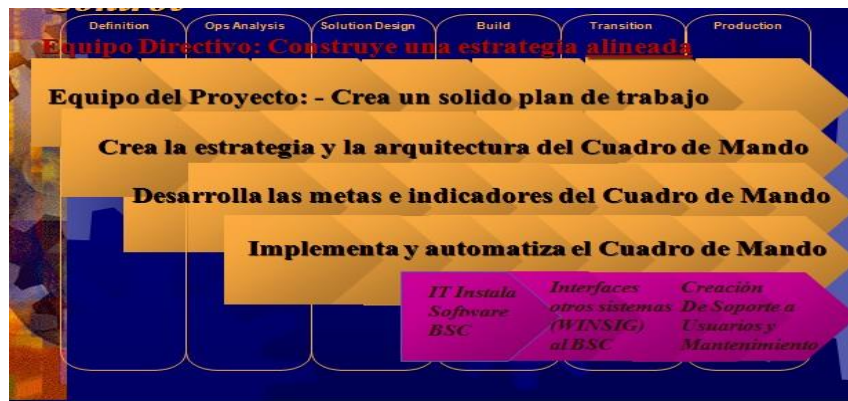 Control
Definition
Ops Analysis
Solution Design
Build
Transition
Production
Equipo Directivo: Construye una estrategia alineada
Equipo del Proyecto: - Crea un solido plan de trabajo
Crea la estrategia y la arquitectura del Cuadro de Mando
Desarrolla las metas e indicadores del Cuadro de Mando
Implementa y automatiza el Cuadro de Mando
IT Instala
Software
BSC
Interfaces
otros sistemas
(WINSIG)
al BSC
Creación
De Soporte a
Usuarios y
Mantenimiento